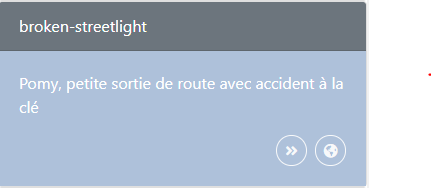 broken-streetlight
Pomy, petite sortie de route avec accident à la
clé